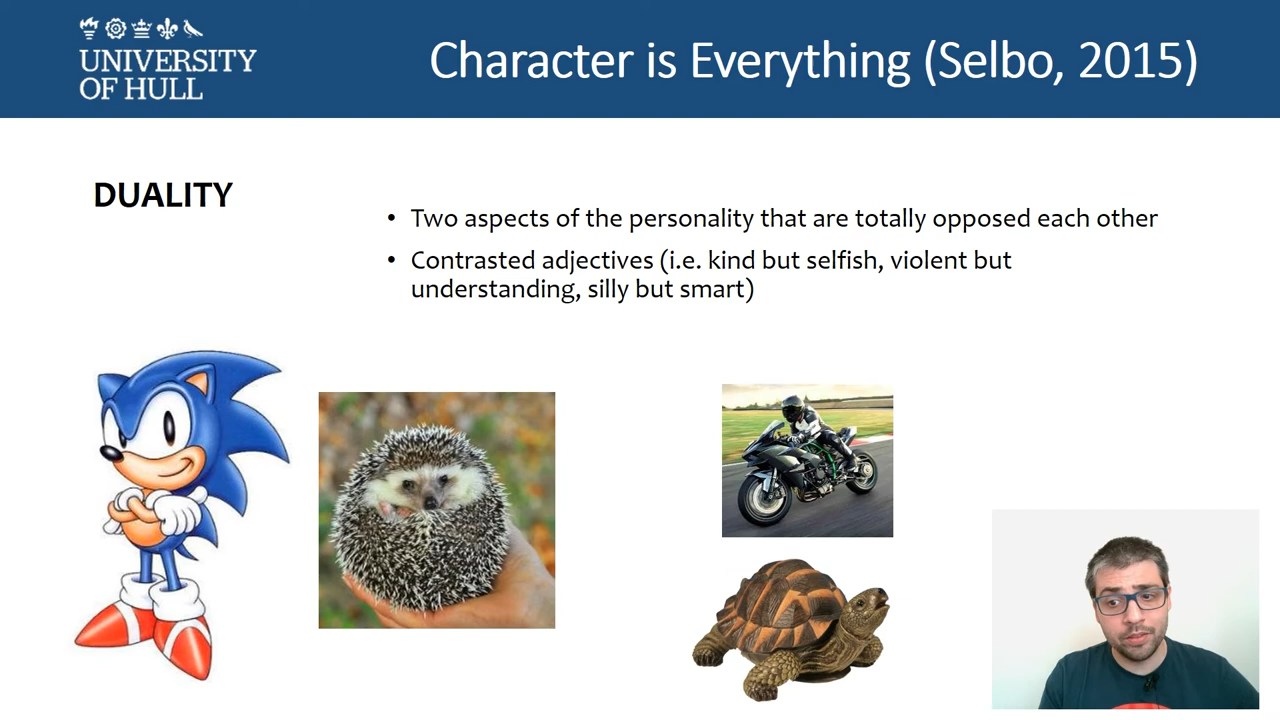 UNIVERSITY
OF HULL
Character is Everything (Selbo, 2015)
DUALITY
• Two aspects of the personality that are totally opposed each other
• Contrasted adjectives (i.e. kind but selfish, violent but
understanding, silly but smart)